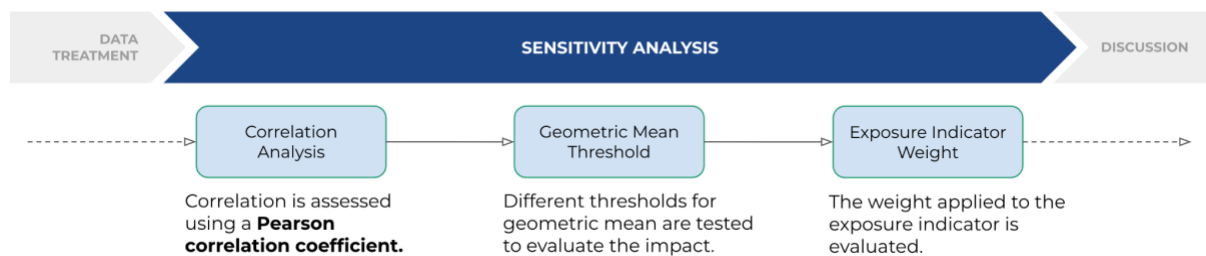 DATA
TREATMENT
SENSITIVITY ANALYSIS
DISCUSSION
Correlation
Analysis
Geometric Mean
Threshold
Exposure Indicator
Weight
Correlation is assessed
using a Pearson
correlation coefficient.
Different thresholds for
geometric mean are tested
to evaluate the impact.
The weight applied to the
exposure indicator is
evaluated.